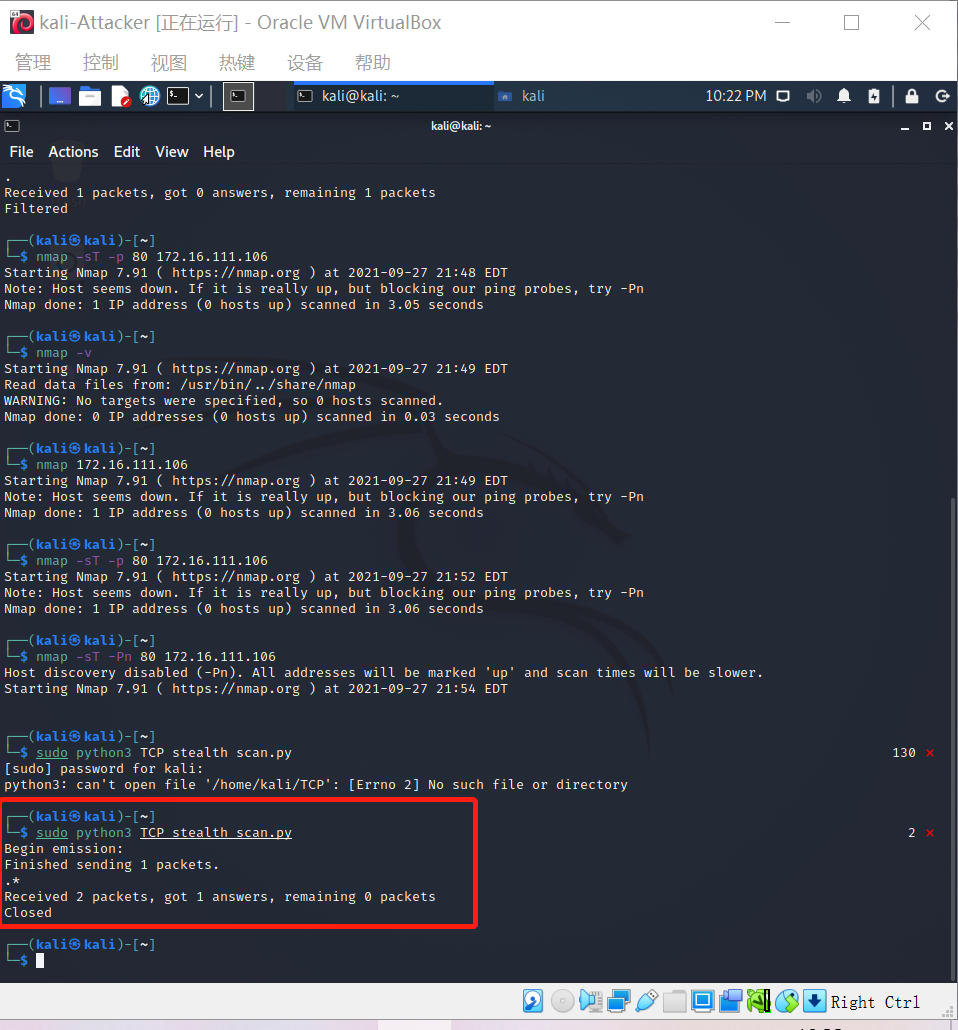 kali-Attacker [正在运行] - Oracle VM VirtualBox
管理 控制 视图 热键 设备 帮助
kali@kali: ~ kali 10:22 PM
kali@kali: ~
File Actions Edit View Help
.
Received 1 packets, got 0 answers, remaining 1 packets
Filtered
┌──(kali㉿kali)-[~]
└─$ nmap -sT -p 80 172.16.111.106
Starting Nmap 7.91 ( https://nmap.org ) at 2021-09-27 21:48 EDT
Note: Host seems down. If it is really up, but blocking our ping probes, try -Pn
Nmap done: 1 IP address (0 hosts up) scanned in 3.05 seconds
┌──(kali㉿kali)-[~]
└─$ nmap -v
Starting Nmap 7.91 ( https://nmap.org ) at 2021-09-27 21:49 EDT
Read data files from: /usr/bin/../share/nmap
WARNING: No targets were specified, so 0 hosts scanned.
Nmap done: 0 IP addresses (0 hosts up) scanned in 0.03 seconds
┌──(kali㉿kali)-[~]
└─$ nmap 172.16.111.106
Starting Nmap 7.91 ( https://nmap.org ) at 2021-09-27 21:49 EDT
Note: Host seems down. If it is really up, but blocking our ping probes, try -Pn
Nmap done: 1 IP address (0 hosts up) scanned in 3.06 seconds
┌──(kali㉿kali)-[~]
└─$ nmap -sT -p 80 172.16.111.106
Starting Nmap 7.91 ( https://nmap.org ) at 2021-09-27 21:52 EDT
Note: Host seems down. If it is really up, but blocking our ping probes, try -Pn
Nmap done: 1 IP address (0 hosts up) scanned in 3.06 seconds
┌──(kali㉿kali)-[~]
└─$ nmap -sT -Pn 80 172.16.111.106
Host discovery disabled (-Pn). All addresses will be marked 'up' and scan times will be slower.
Starting Nmap 7.91 ( https://nmap.org ) at 2021-09-27 21:54 EDT
┌──(kali㉿kali)-[~]
└─$ sudo python3 TCP stealth scan.py 130 ⨯
[sudo] password for kali:
python3: can't open file '/home/kali/TCP': [Errno 2] No such file or directory
┌──(kali㉿kali)-[~]
└─$ sudo python3 TCP_stealth_scan.py 2 ⨯
Begin emission:
Finished sending 1 packets.
.*
Received 2 packets, got 1 answers, remaining 0 packets
Closed
┌──(kali㉿kali)-[~]
└─$
Right Ctrl